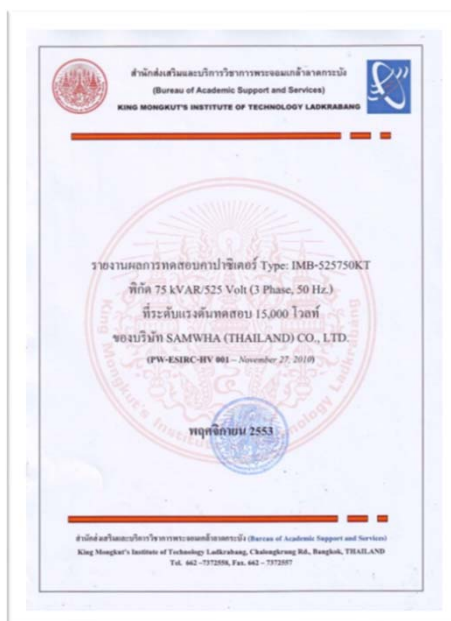 สำนักส่งเสริมและบริการวิชาการพระจอมเกล้าลาดกระบัง
(Bureau of Academic Support and Services)
KING MONGKUT'S INSTITUTE OF TECHNOLOGY LADKRABANG
รายงานผลการทดสอบคาปาซิเตอร์ Type: IMB-525750KT
พิกัด 75 kVAR/525 Volt (3 Phase, 50 Hz.)
ที่ระดับแรงดันทดสอบ 15,000 โวลท์
ของบริษัท SAMWHA (THAILAND) CO., LTD.
(PW-ESIRC-HV 001 – November 27, 2010)
King Mongkut's Institute of Technology Ladkrabang
พฤศจิกายน 2553
สำนักส่งเสริมและบริการวิชาการพระจอมเกล้าลาดกระบัง (Bureau of Academic Support and Services)
King Mongkut's Institute of Technology Ladkrabang, Chalongkrung Rd., Bangkok, THAILAND
Tel. 662 –7372558, Fax. 662 – 7372557